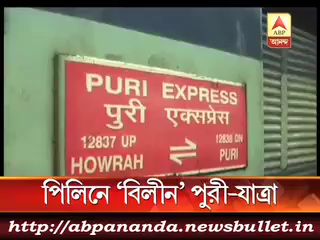 abp
আনন্দ
PURI EXPRESS
पुरी एक्सप्रेस
12837 UP 12838 DN
HOWRAH ⇌ PURI
পিলিনে ‘বিলীন’ পুরী-যাত্রা
http://abpananda.newsbullet.in